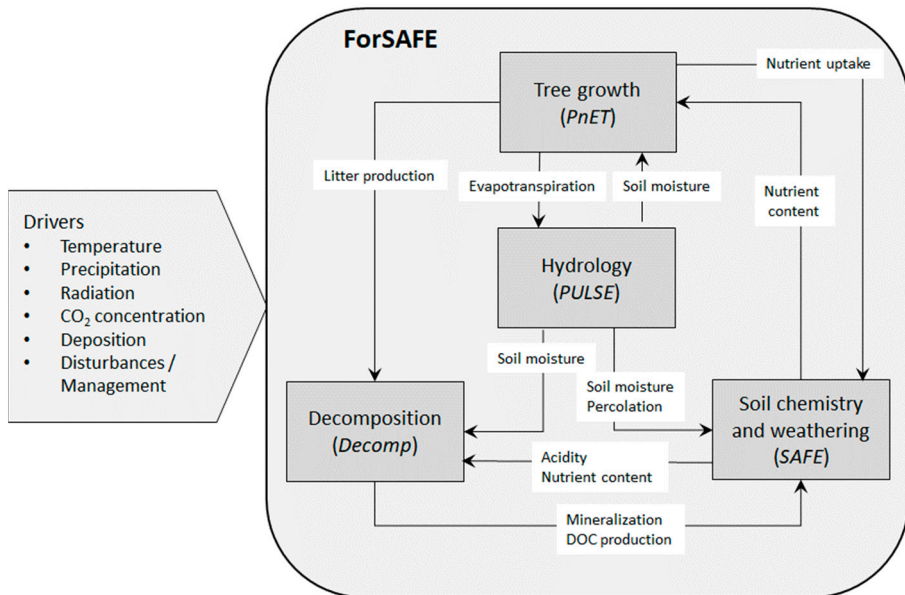 ForSAFE
Nutrient uptake
Tree growth
(PnET)
Litter production
Evapotranspiration
Soil moisture
Nutrient
content
Drivers
• Temperature
• Precipitation
• Radiation
• CO₂ concentration
• Deposition
• Disturbances /
Management
Hydrology
(PULSE)
Soil moisture
Soil moisture
Percolation
Decomposition
(Decomp)
Soil chemistry
and weathering
(SAFE)
Acidity
Nutrient content
Mineralization
DOC production